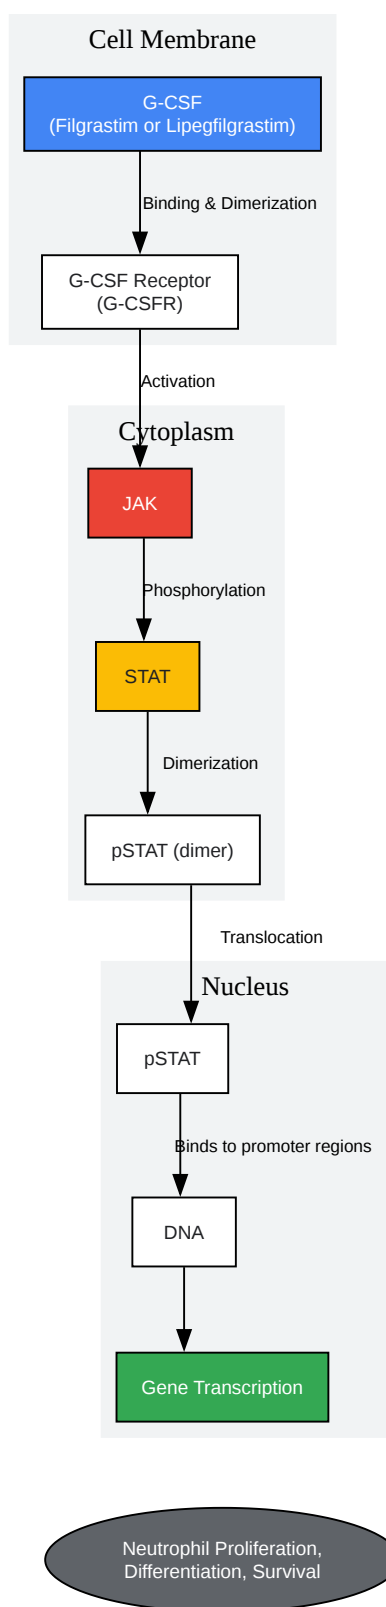 Cell Membrane
G-CSF
(Filgrastim or Lipegfilgrastim)
Binding & Dimerization
G-CSF Receptor
(G-CSFR)
Activation
Cytoplasm
JAK
Phosphorylation
STAT
Dimerization
pSTAT (dimer)
Translocation
Nucleus
pSTAT
Binds to promoter regions
DNA
Gene Transcription
Neutrophil Proliferation,
Differentiation, Survival